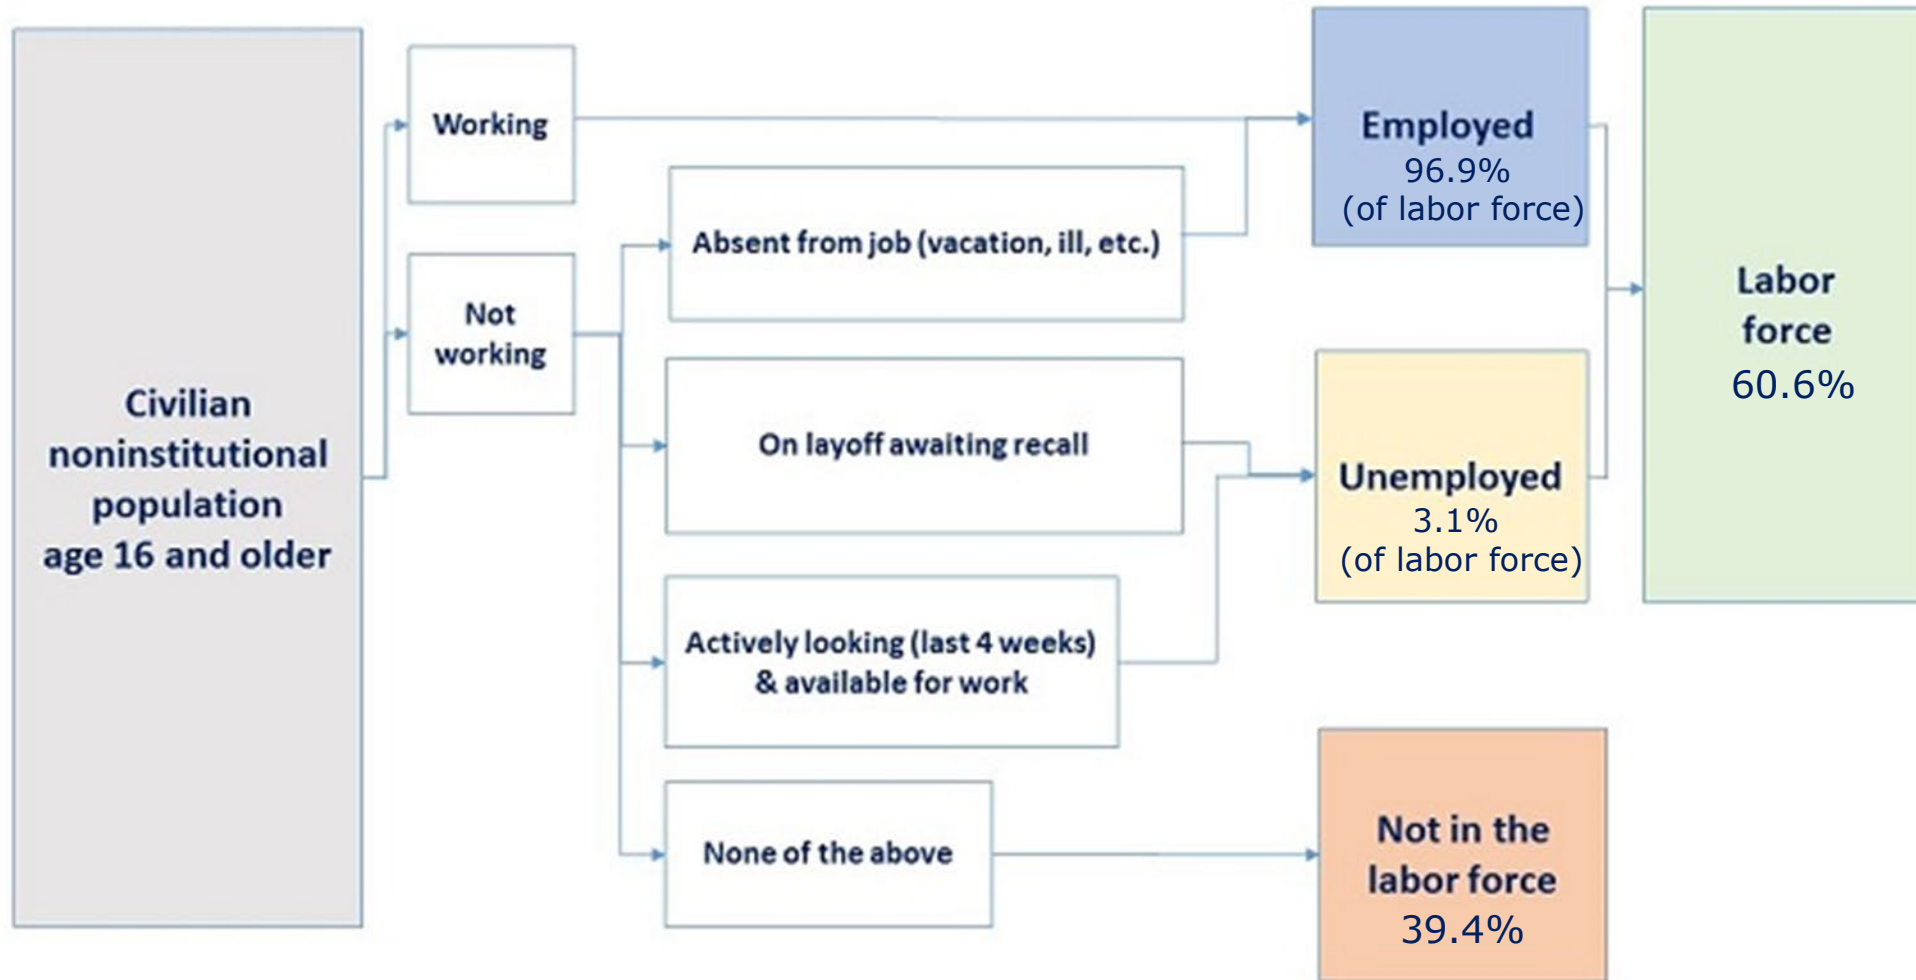 Civilian
noninstitutional
population
age 16 and older
Working
Not
working
Absent from job (vacation, ill, etc.)
On layoff awaiting recall
Actively looking (last 4 weeks)
& available for work
None of the above
Employed
96.9%
(of labor force)
Unemployed
3.1%
(of labor force)
Not in the
labor force
39.4%
Labor
force
60.6%